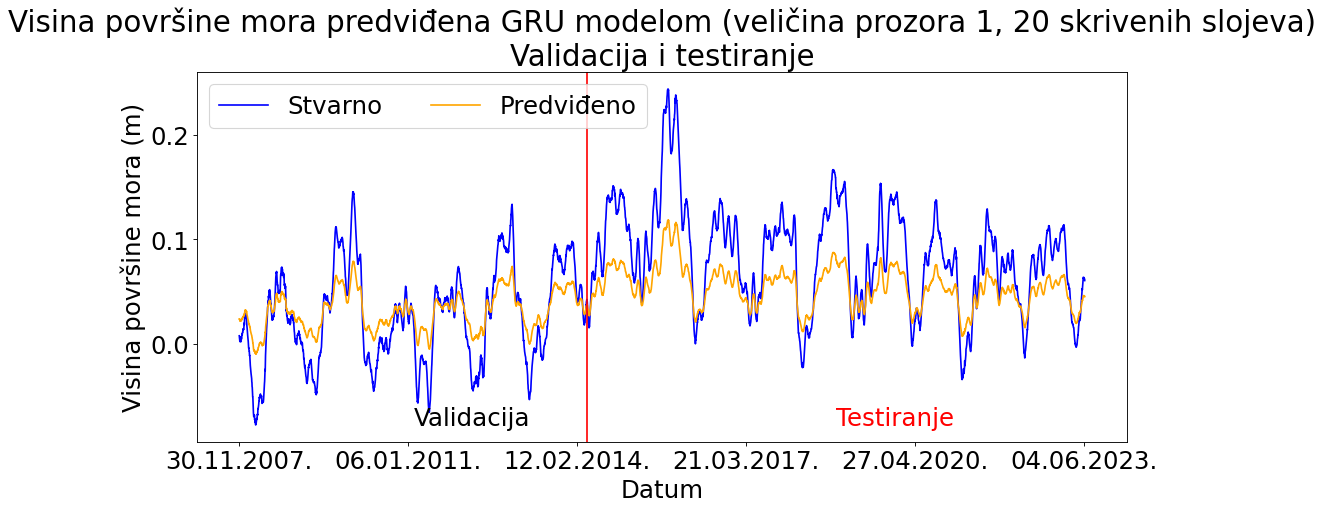 Visina površine mora predviđena GRU modelom (veličina prozora 1, 20 skrivenih slojeva)
Validacija i testiranje
Stvarno
Predviđeno
Visina površine mora (m)
0.2
0.1
0.0
Validacija
Testiranje
30.11.2007.
06.01.2011.
12.02.2014.
21.03.2017.
27.04.2020.
04.06.2023.
Datum